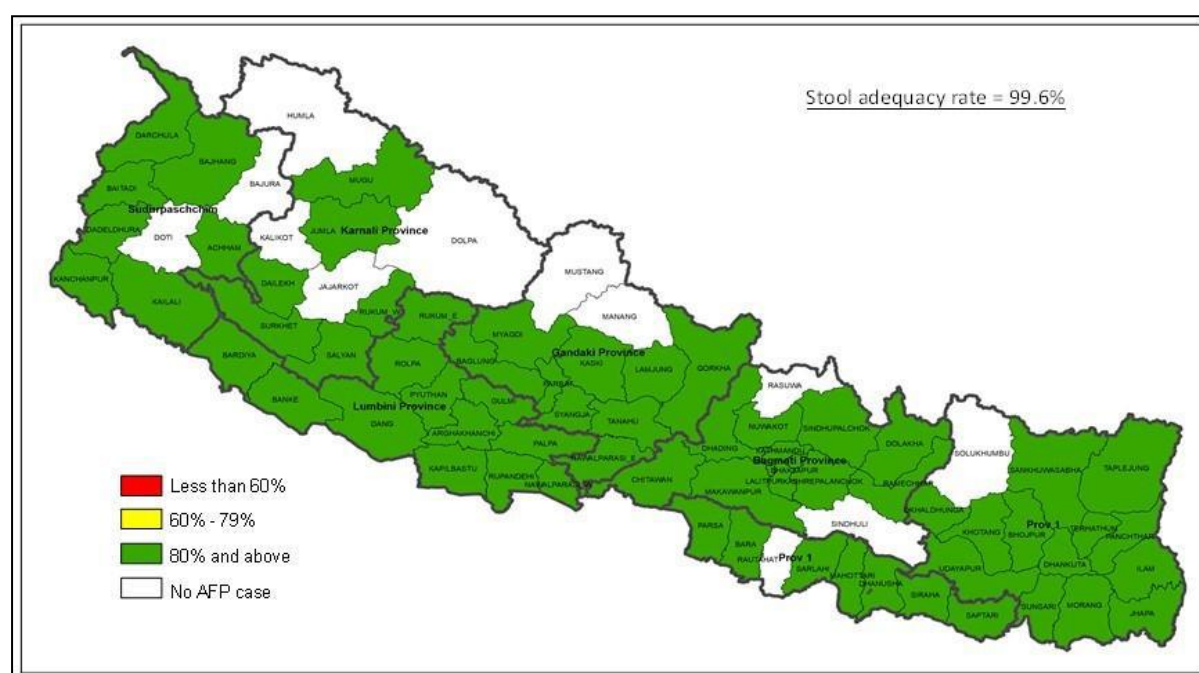 Stool adequacy rate = 99.6%
HUMLA
DARCHULA
BAJHANG
MUGU
BAJURA
BAITADI
Sudurpaschchim
DADELDHURA
DOTI
ACHHAM
KALIKOT
JUMLA
Karnali Province
DOLPA
KANCHANPUR
KAILALI
DAILEKH
JAJARKOT
MUSTANG
MANANG
RUKUM_W
RUKUM_E
SURKHET
SALYAN
MYAGDI
Gandaki Province
BARDIYA
ROLPA
BAGLUNG
KASKI
LAMJUNG
GORKHA
BANKE
PYUTHAN
GULMI
SYANGJA
TANAHU
RASUWA
Lumbini Province
DANG
ARGHAKHANCHI
PALPA
NUWAKOT
SINDHUPALCHOK
DOLAKHA
SOLUKHUMBU
SANKHUWASABHA
TAPLEJUNG
DHADING
KAPILBASTU
RUPANDEHI
CHITAWAN
MAKAWANPUR
Bagmati Province
SINDHULI
KHOTANG
BHOJPUR
Prov 1
TERHATHUN
PANCHTHAR
PARSA
BARA
RAUTAHAT
Prov 1
SARLAHI
MAHOTTARI
DHANUSHA
SIRAHA
SAPTARI
UDAYAPUR
DHANKUTA
ILAM
SUNSARI
MORANG
JHAPA
Less than 60%
60% - 79%
80% and above
No AFP case